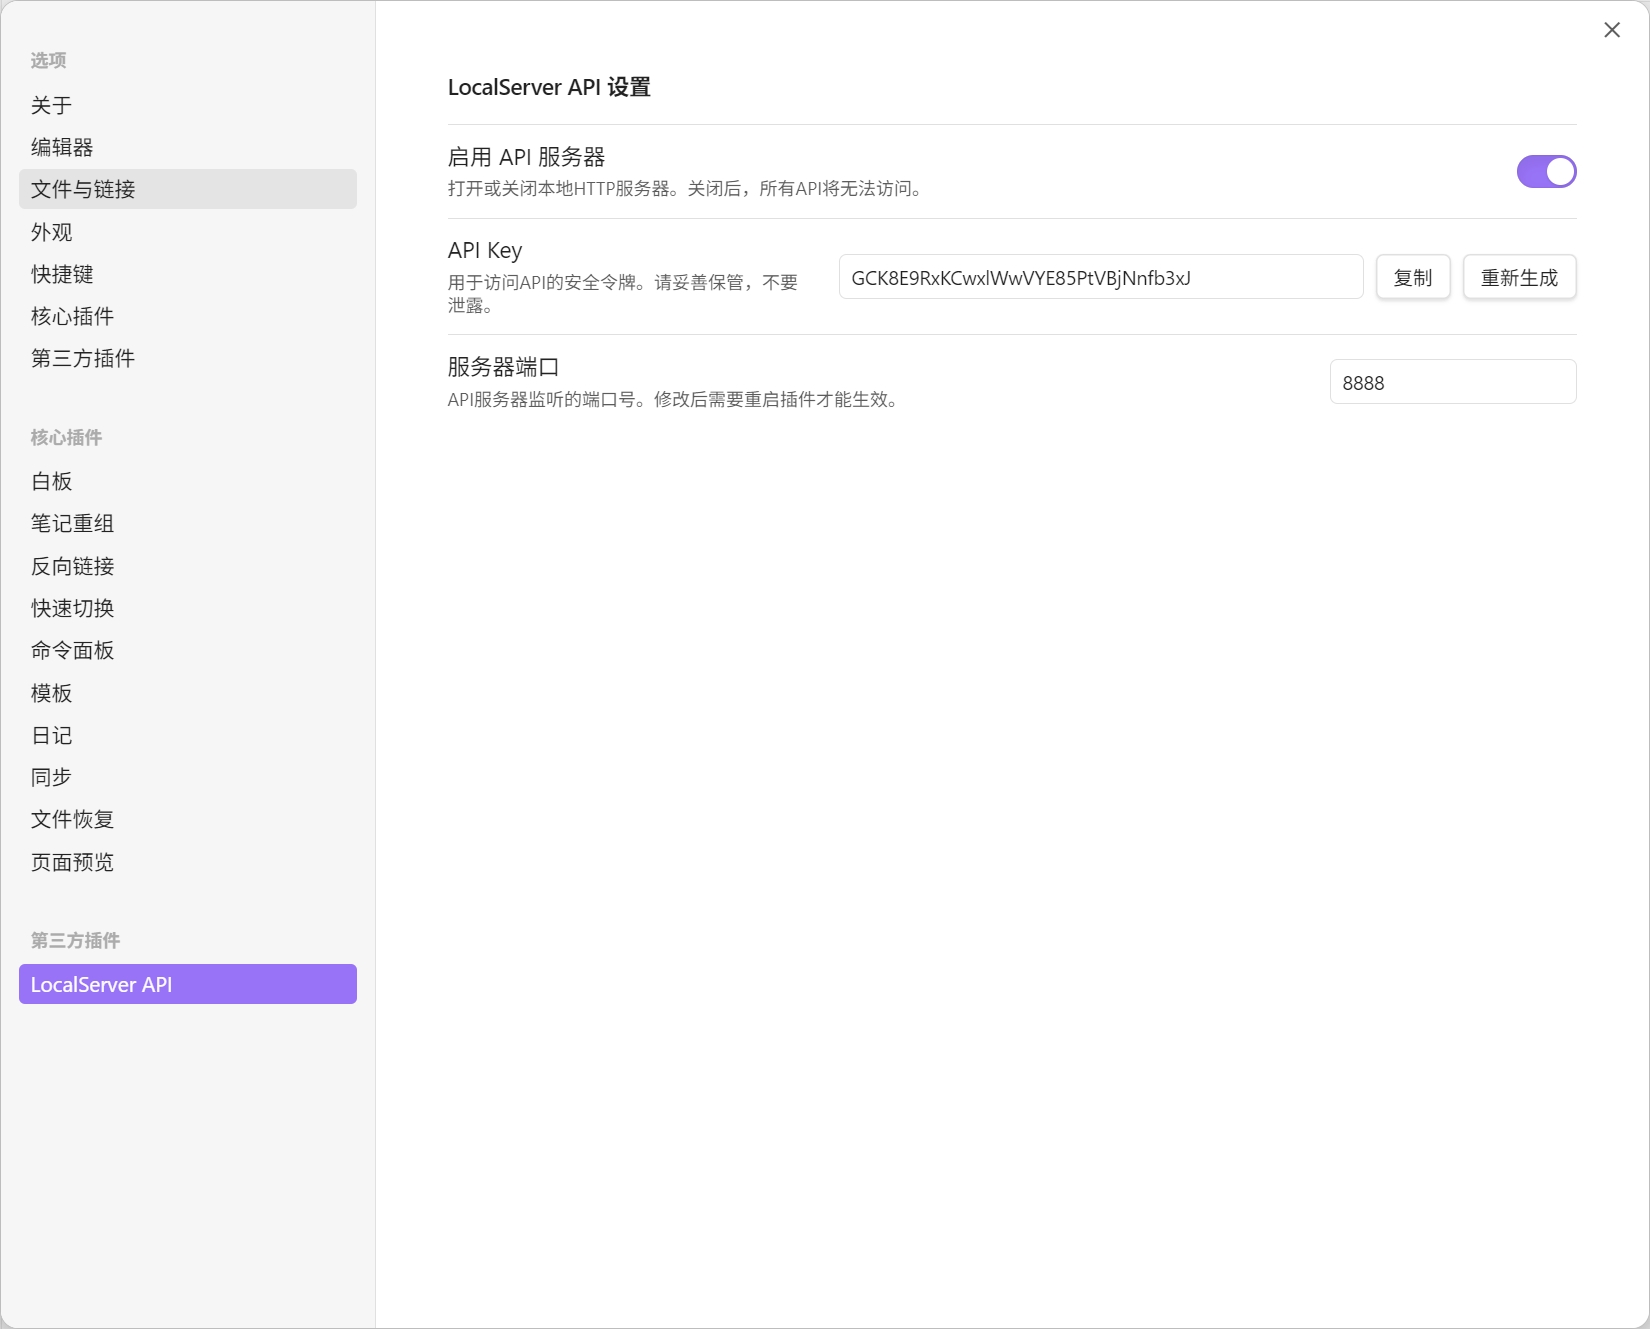 选项
关于
编辑器
文件与链接
外观
快捷键
核心插件
第三方插件
核心插件
白板
笔记重组
反向链接
快速切换
命令面板
模板
日记
同步
文件恢复
页面预览
第三方插件
LocalServer API
LocalServer API 设置
启用 API 服务器
打开或关闭本地HTTP服务器。关闭后，所有API将无法访问。
API Key
用于访问API的安全令牌。请妥善保管，不要
泄露。
GCK8E9RxKCwxlWwVYE85PtVBjNnfb3xJ
复制
重新生成
服务器端口
API服务器监听的端口号。修改后需要重启插件才能生效。
8888